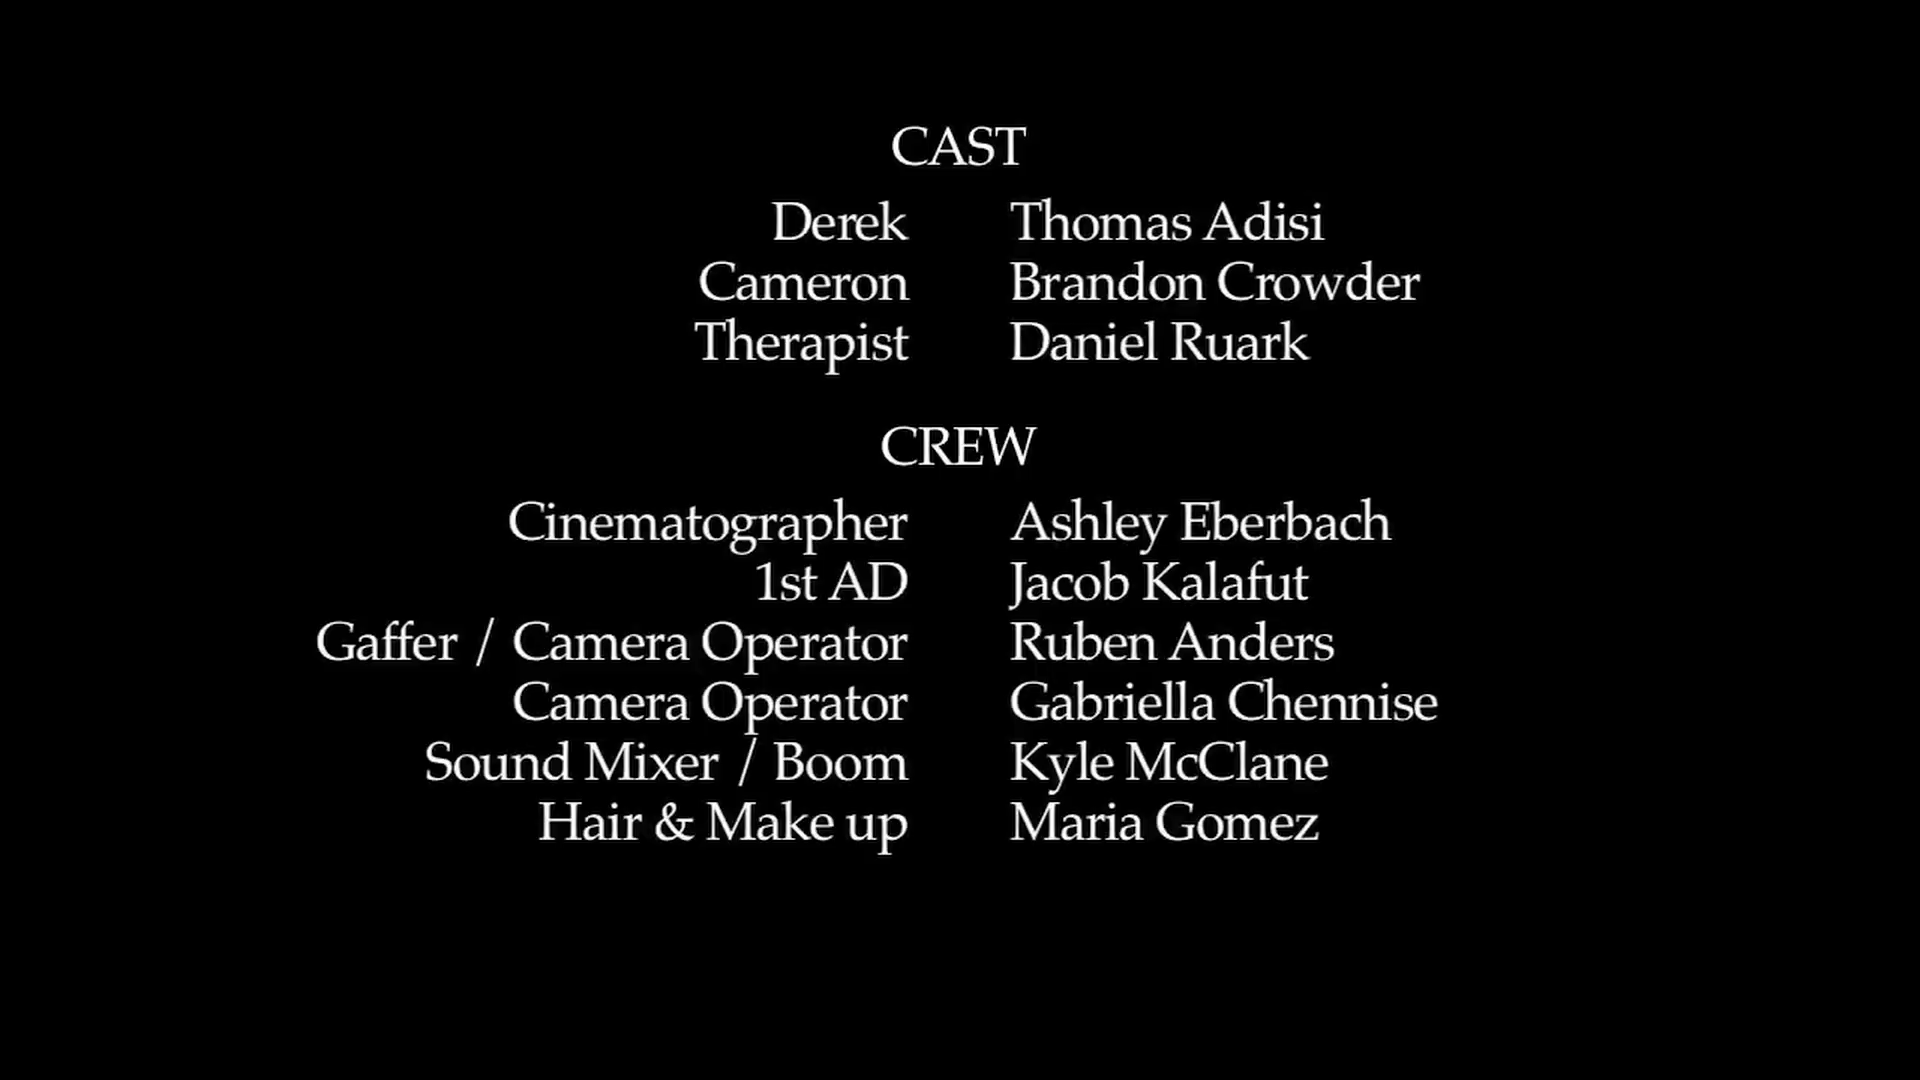 CAST
Derek Thomas Adisi
Cameron Brandon Crowder
Therapist Daniel Ruark
CREW
Cinematographer Ashley Eberbach
1st AD Jacob Kalafut
Gaffer / Camera Operator Ruben Anders
Camera Operator Gabriella Chennise
Sound Mixer / Boom Kyle McClane
Hair & Make up Maria Gomez